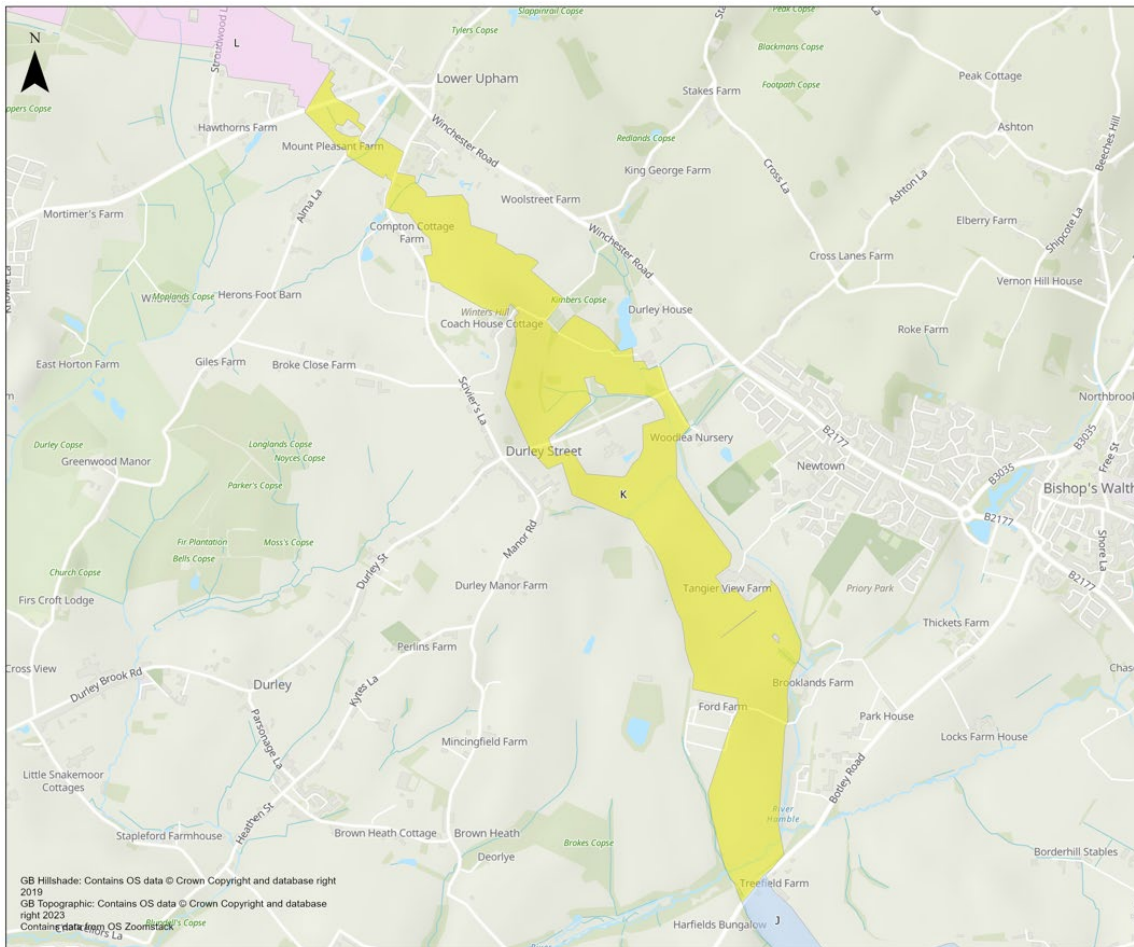 Slappinrail Copse
Peak Copse
Tylers Copse
Blackmans Copse
N
L
Lower Upham
Footpath Copse
Peak Cottage
Stakes Farm
Hawthorns Farm
Ashton
Mount Pleasant Farm
Winchester Road
Redlands Copse
Beeches Hill
King George Farm
Cross La
Ashton La
Alma La
Woolstreet Farm
Mortimer's Farm
Elberry Farm
Compton Cottage
Farm
Winchester Road
Shipcote La
Cross Lanes Farm
Vernon Hill House
Moplands Copse
Herons Foot Barn
Kimbers Copse
Winters Hill
Durley House
Coach House Cottage
Roke Farm
East Horton Farm
Giles Farm
Broke Close Farm
Scivier's La
Northbrook
Durley Copse
Longlands Copse
Noyces Copse
Woodlea Nursery
B2177
B3035
Durley Street
Greenwood Manor
Newtown
B3035
Free St
Parker's Copse
K
Bishop's Walth
B2177
Manor Rd
Fir Plantation
Moss's Copse
Bells Copse
Shore La
Durley St
B2177
Church Copse
Durley Manor Farm
Tangier View Farm
Priory Park
Firs Croft Lodge
Thickets Farm
Perlins Farm
Cross View
Durley Brook Rd
Durley
Kytes La
Brooklands Farm
Ford Farm
Park House
Parsonage La
Locks Farm House
Mincingfield Farm
Botley Road
Little Snakemoor
Cottages
River
Hamble
Stapleford Farmhouse
Heathen St
Brown Heath Cottage
Brown Heath
Brokes Copse
Deorlye
Borderhill Stables
GB Hillshade: Contains OS data © Crown Copyright and database right
2019
Treefield Farm
GB Topographic: Contains OS data © Crown Copyright and database
right 2023
Contains data from OS Zoomstack
Blundell's Copse
Harfields Bungalow
J